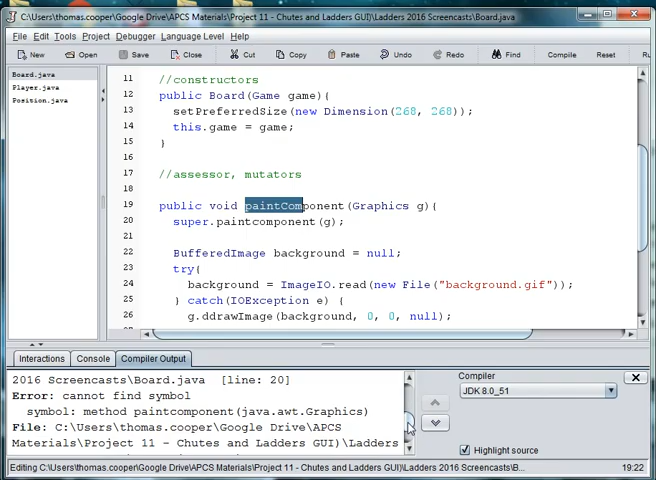 C:\Users\thomas.cooper\Google Drive\APCS Materials\Project 11 - Chutes and Ladders GUI)\Ladders 2016 Screencasts\Board.java
File Edit Tools Project Debugger Language Level Help
New Open Save Close Cut Copy Paste Undo Redo Find Compile Reset Ru
Board.java
Player.java
Position.java
11 //constructors
12 public Board(Game game){
13 setPreferredSize(new Dimension(268, 268));
14 this.game = game;
15 }
16
17 //assessor, mutators
18
19 public void paintComponent(Graphics g){
20 super.paintcomponent(g);
21
22 BufferedImage background = null;
23 try{
24 background = ImageIO.read(new File("background.gif"));
25 } catch(IOException e) {
26 g.ddrawImage(background, 0, 0, null);
Interactions Console Compiler Output
2016 Screencasts\Board.java [line: 20]
Error: cannot find symbol
symbol: method paintcomponent(java.awt.Graphics)
File: C:\Users\thomas.cooper\Google Drive\APCS
Materials\Project 11 - Chutes and Ladders GUI)\Ladders
Compiler
JDK 8.0_51
Highlight source
Editing C:\Users\thomas.cooper\Google Drive\APCS Materials\Project 11 - Chutes and Ladders GUI)\Ladders 2016 Screencasts\B...
19:22